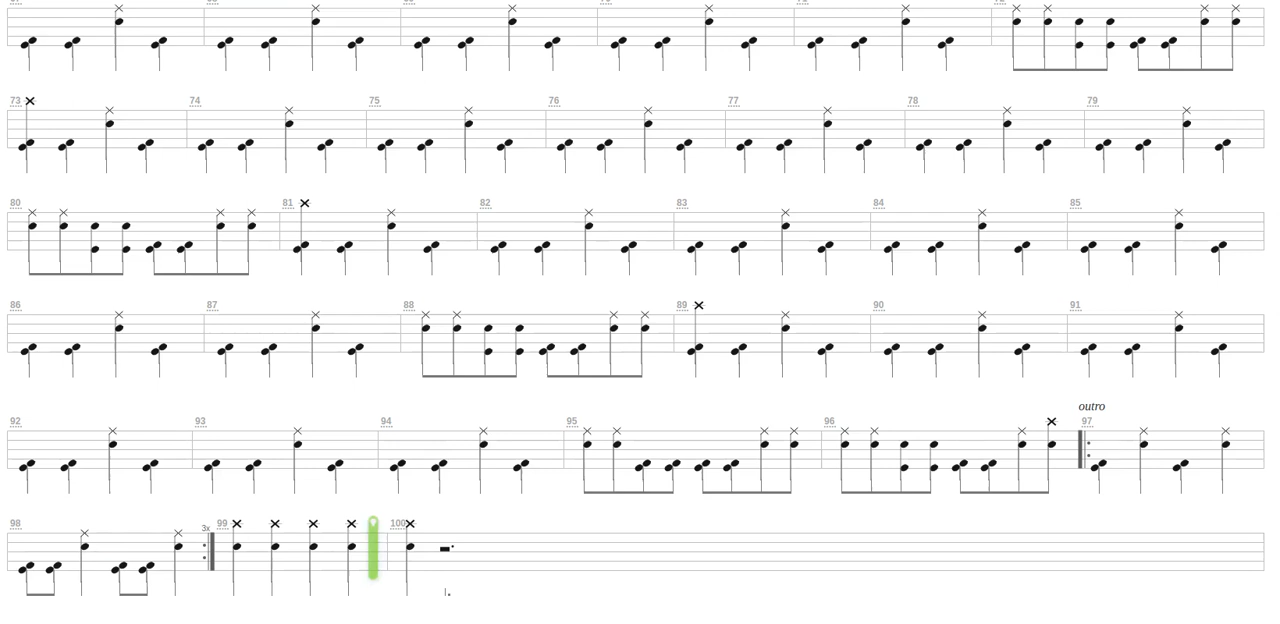 72
73 74 75 76 77 78 79
80 81 82 83 84 85
86 87 88 89 90 91
outro
92 93 94 95 96 97
3x
98 99 100